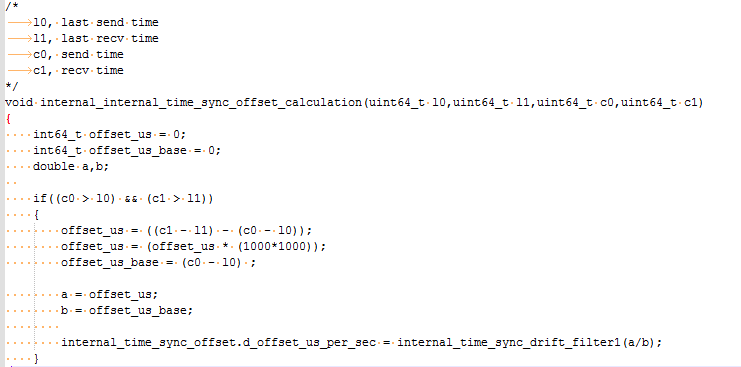 /*
l0, last send time
l1, last recv time
c0, send time
c1, recv time
*/
void internal_internal_time_sync_offset_calculation(uint64_t l0,uint64_t l1,uint64_t c0,uint64_t c1)
{
int64_t offset_us = 0;
int64_t offset_us_base = 0;
double a,b;
if((c0 > l0) && (c1 > l1))
{
offset_us = ((c1 - l1) - (c0 - l0));
offset_us = (offset_us * (1000*1000));
offset_us_base = (c0 - l0) ;
a = offset_us;
b = offset_us_base;
internal_time_sync_offset.d_offset_us_per_sec = internal_time_sync_drift_filter1(a/b);
}